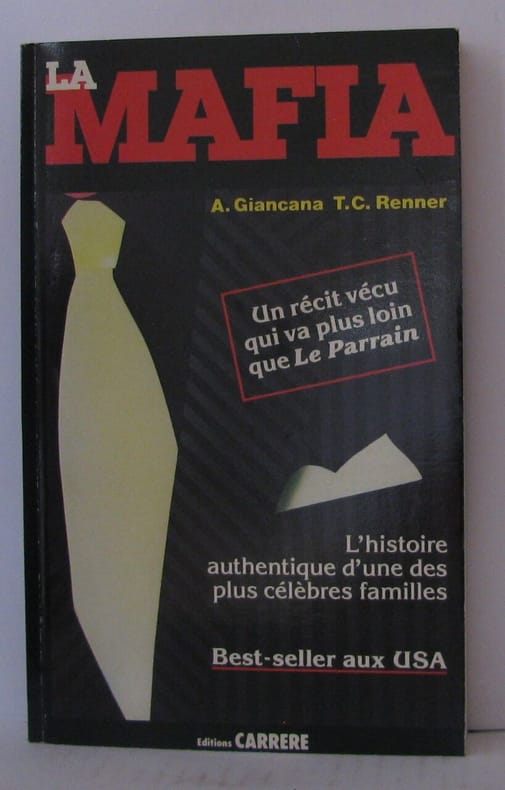 LA
MAFIA
A. Giancana T.C. Renner
Un récit vécu
qui va plus loin
que Le Parrain
L'histoire
authentique d'une des
plus célèbres familles
Best-seller aux USA
Editions CARRERE